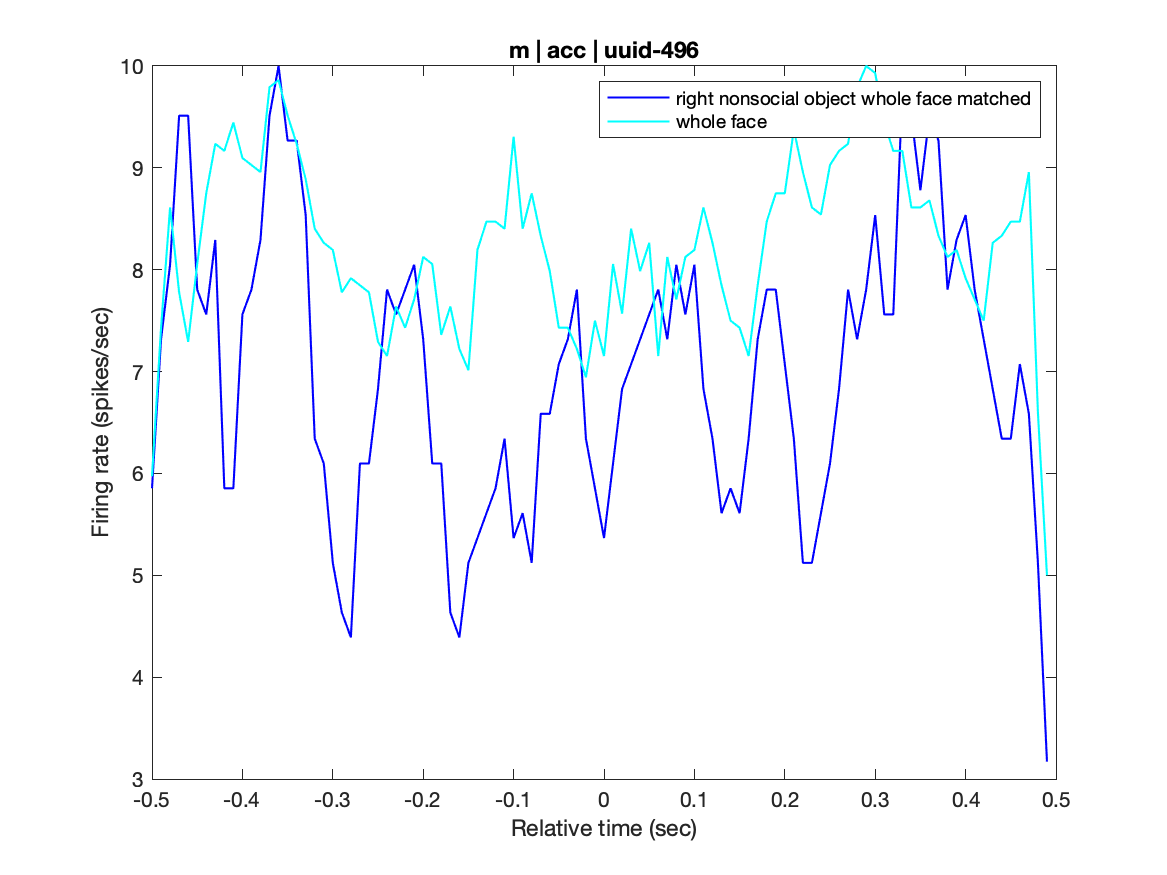 m | acc | uuid-496
right nonsocial object whole face matched
whole face
Firing rate (spikes/sec)
10
9
8
7
6
5
4
3
-0.5 -0.4 -0.3 -0.2 -0.1 0 0.1 0.2 0.3 0.4 0.5
Relative time (sec)